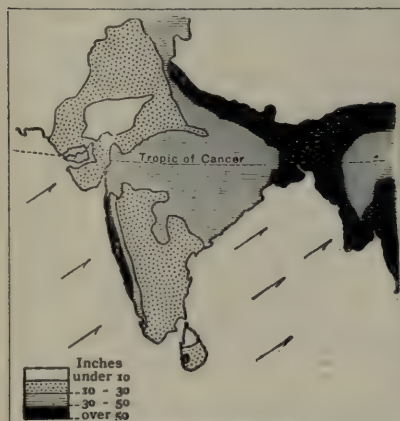 Tropic of Cancer
Inches
under 10
10 - 30
30 - 50
over 50